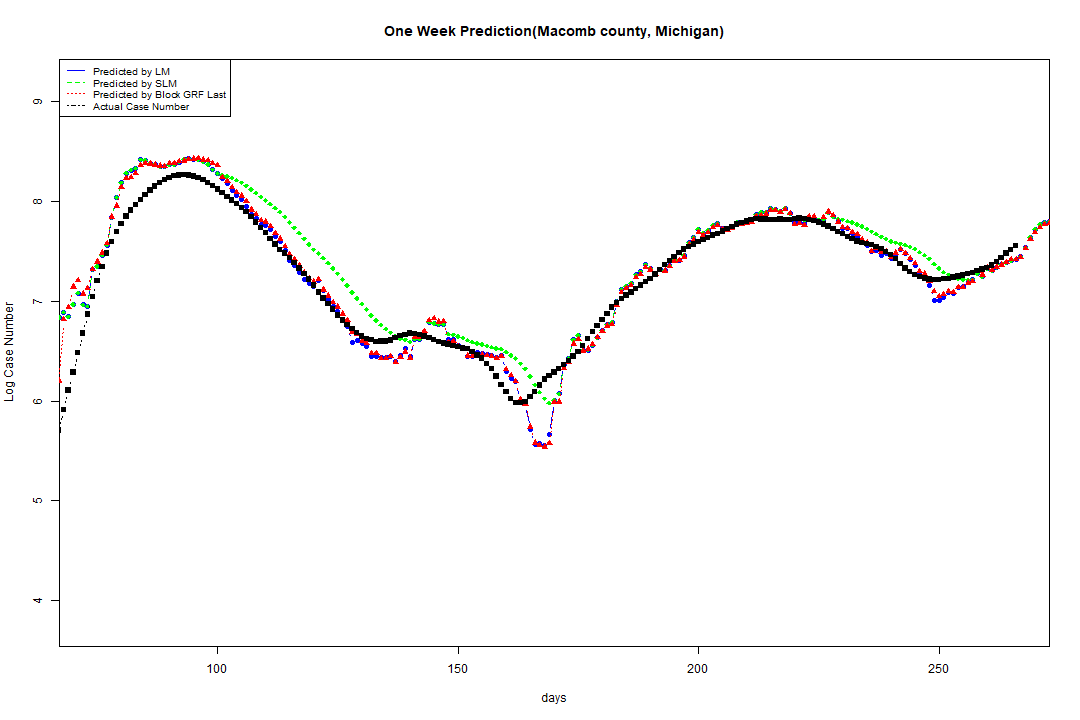 One Week Prediction(Macomb county, Michigan)
Predicted by LM
Predicted by SLM
Predicted by Block GRF Last
Actual Case Number
9
8
7
6
5
4
Log Case Number
100 150 200 250
days